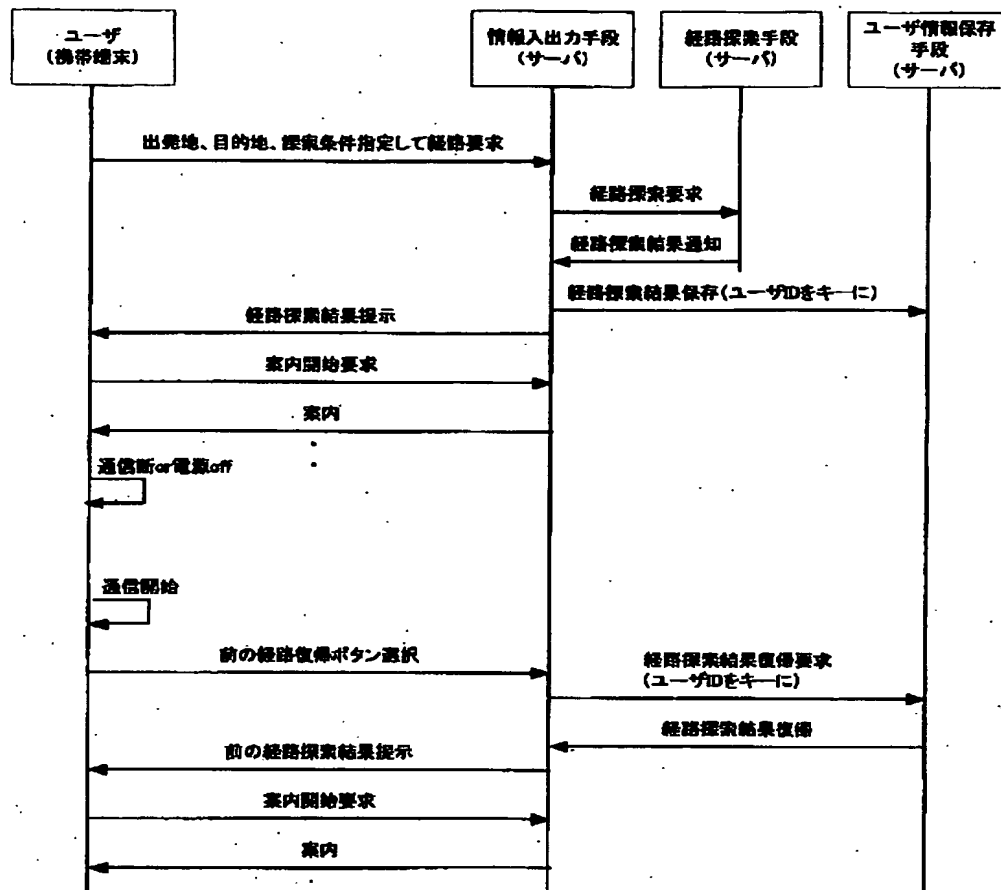 ユーザ
(携帯端末)
情報入出力手段
(サーバ)
経路探索手段
(サーバ)
ユーザ情報保存
手段
(サーバ)
出発地、目的地、探索条件指定して経路要求
経路探索要求
経路探索結果通知
経路探索結果保存(ユーザIDをキーに)
経路探索結果提示
案内開始要求
案内
通信断or電源off
通信開始
前の経路復帰ボタン選択
経路探索結果復帰要求
(ユーザIDをキーに)
経路探索結果復帰
前の経路探索結果提示
案内開始要求
案内